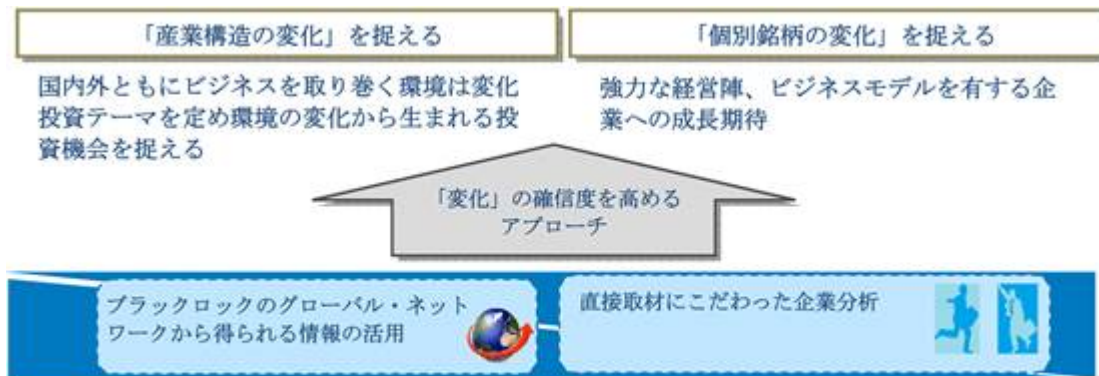 「産業構造の変化」を捉える
国内外ともにビジネスを取り巻く環境は変化
投資テーマを定め環境の変化から生まれる投
資機会を捉える
「個別銘柄の変化」を捉える
強力な経営陣、ビジネスモデルを有する企
業への成長期待
「変化」の確信度を高める
アプローチ
ブラックロックのグローバル・ネット
ワークから得られる情報の活用
直接取材にこだわった企業分析